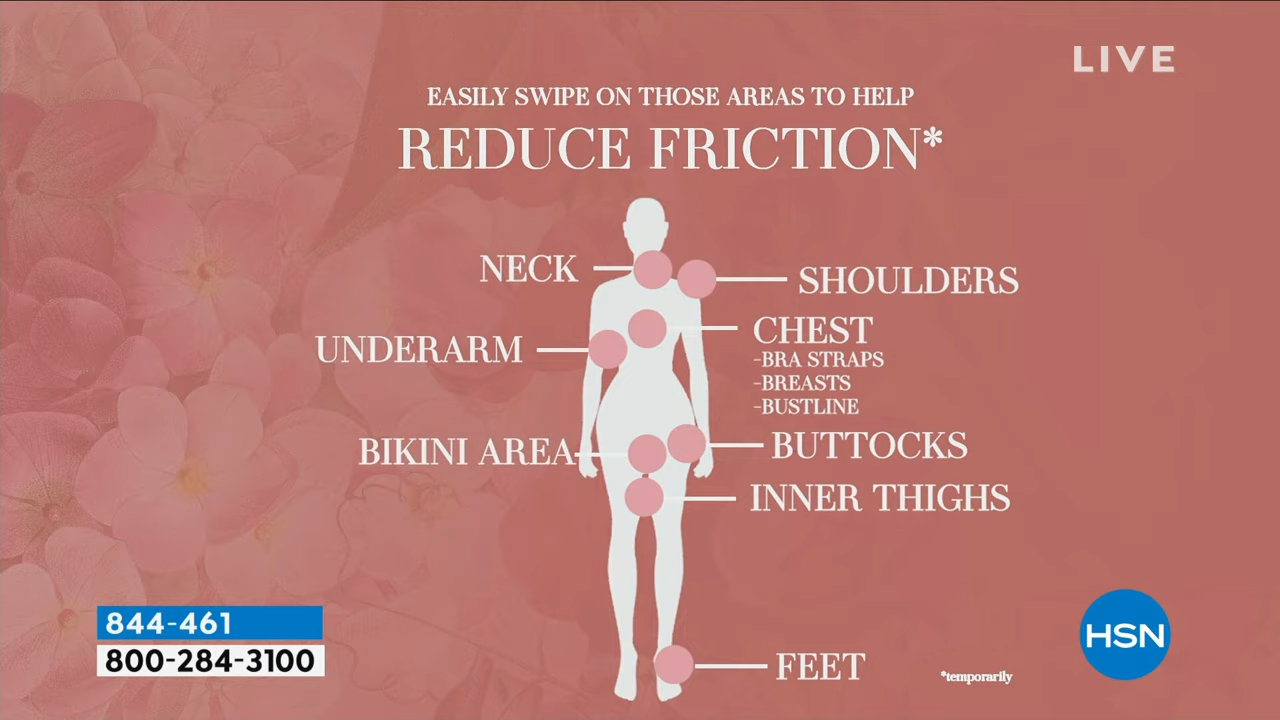 LIVE
EASILY SWIPE ON THOSE AREAS TO HELP
REDUCE FRICTION*
NECK
SHOULDERS
CHEST
-BRA STRAPS
-BREASTS
-BUSTLINE
UNDERARM
BIKINI AREA
BUTTOCKS
INNER THIGHS
FEET
*temporarily
844-461
800-284-3100
HSN